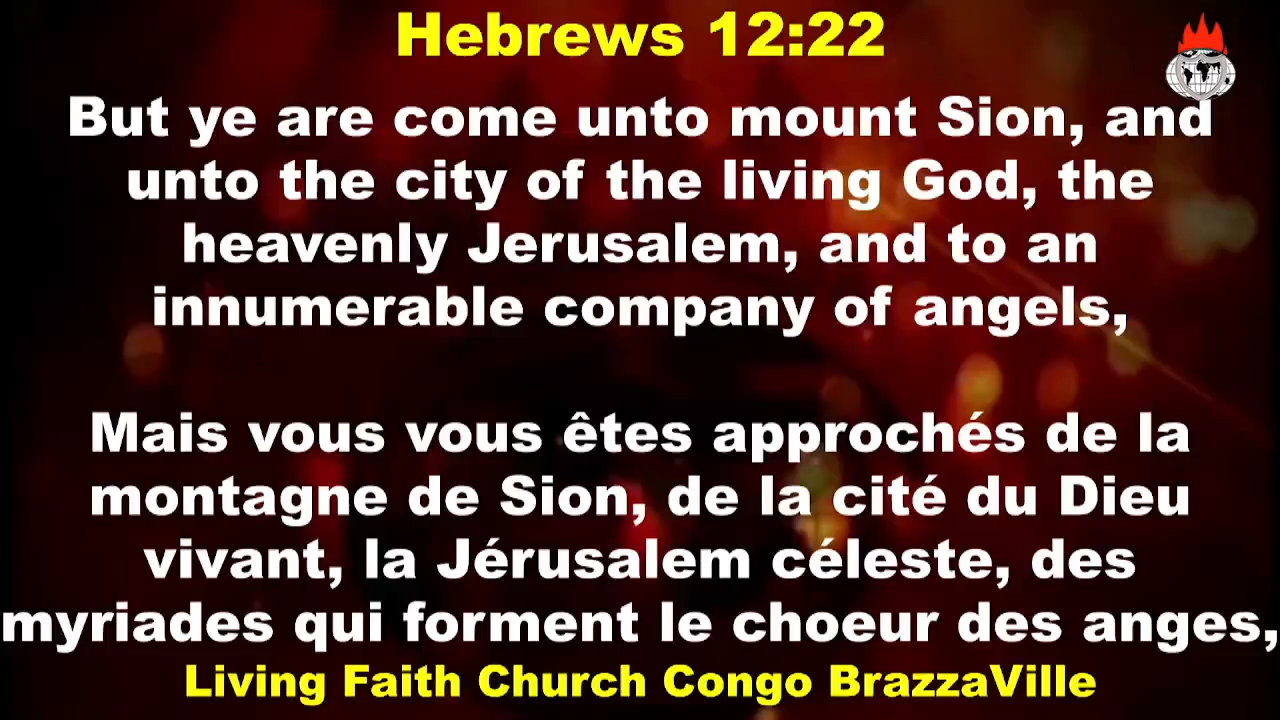 Hebrews 12:22
But ye are come unto mount Sion, and
unto the city of the living God, the
heavenly Jerusalem, and to an
innumerable company of angels,
Mais vous vous êtes approchés de la
montagne de Sion, de la cité du Dieu
vivant, la Jérusalem céleste, des
myriades qui forment le choeur des anges,
Living Faith Church Congo BrazzaVille